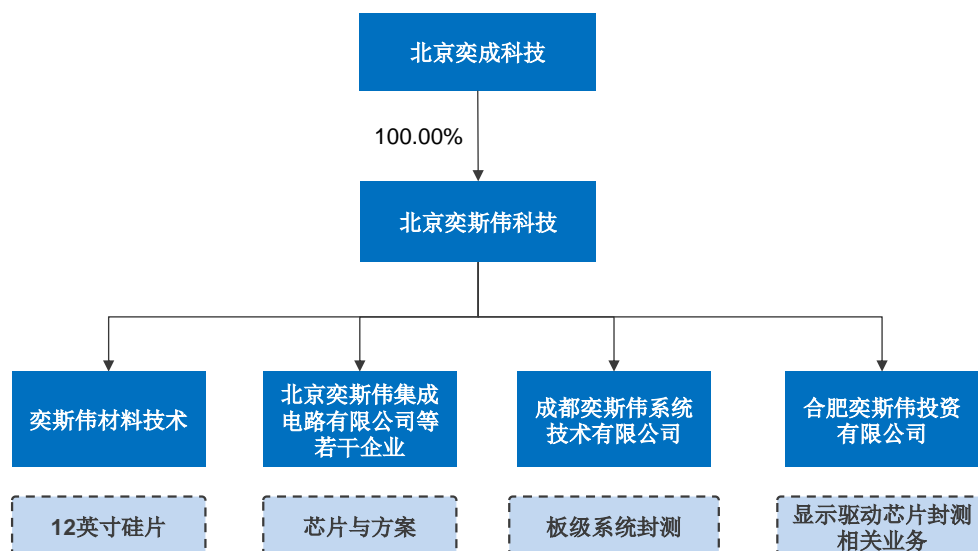 北京奕成科技
100.00%
北京奕斯伟科技
奕斯伟材料技术
北京奕斯伟集成
电路有限公司等
若干企业
成都奕斯伟系统
技术有限公司
合肥奕斯伟投资
有限公司
12英寸硅片
芯片与方案
板级系统封测
显示驱动芯片封测
相关业务